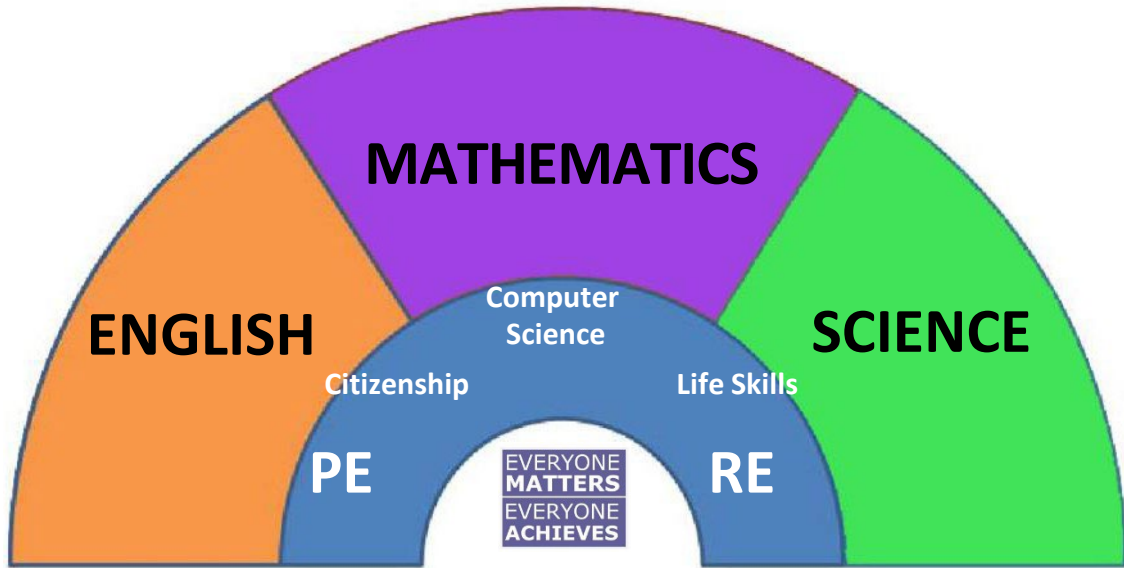 MATHEMATICS
ENGLISH
SCIENCE
Computer
Science
Citizenship
Life Skills
PE
RE
EVERYONE
MATTERS
EVERYONE
ACHIEVES